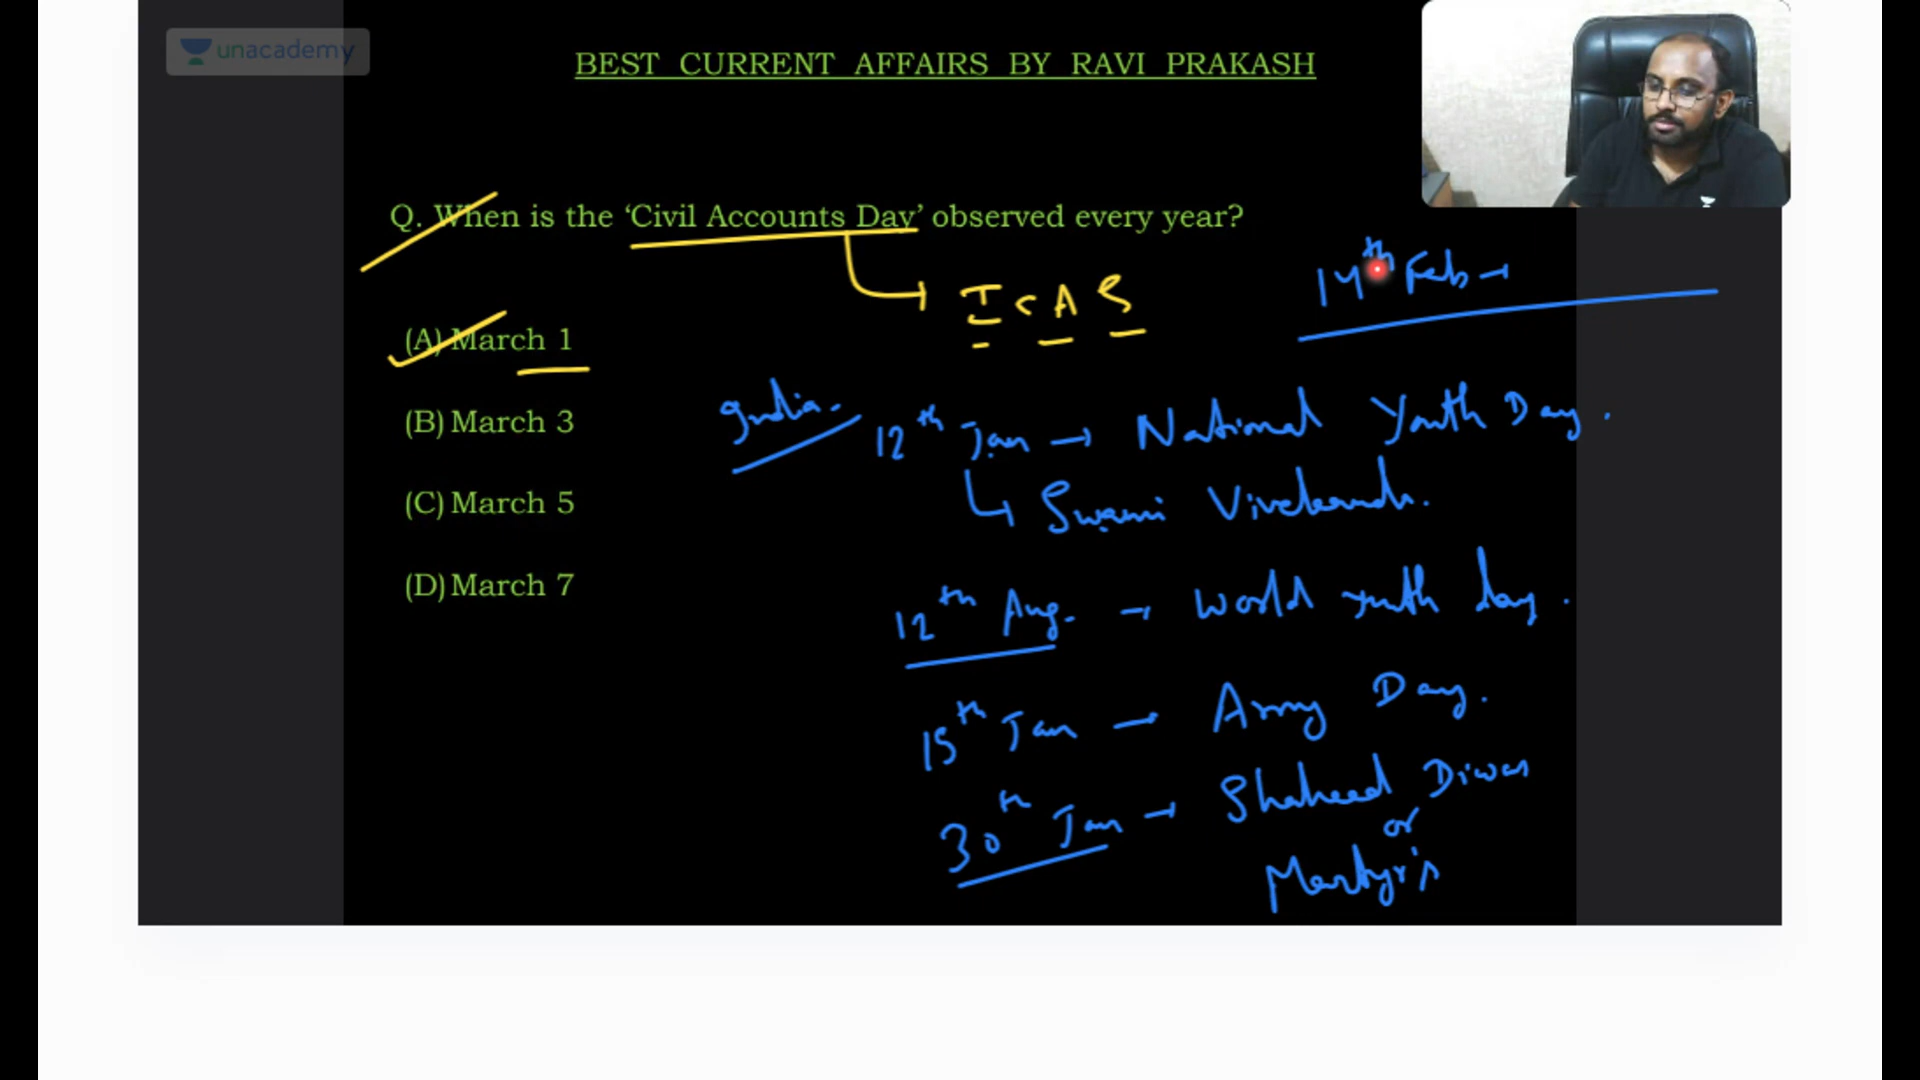 unacademy
BEST CURRENT AFFAIRS BY RAVI PRAKASH
Q. When is the ‘Civil Accounts Day’ observed every year?
ICAS
14th Feb →
(A) March 1
(B) March 3
(C) March 5
(D) March 7
India.
12th Jan → National Youth Day.
Swami
12th Aug. → World youth day.
15th Jan → Army Day.
30th Jan → Shaheed Diwas
or
Martyr's